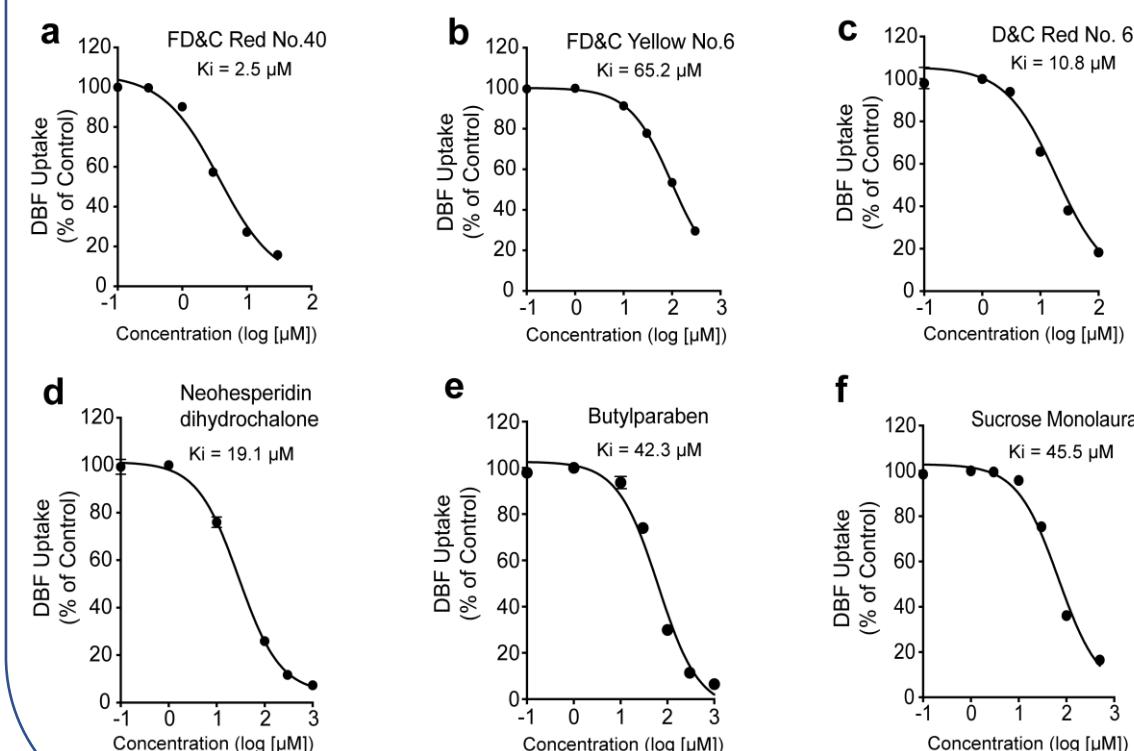 a
FD&C Red No.40
Ki = 2.5 µM
120
100
80
60
40
20
0
-1
0
1
2
DBF Uptake
(% of Control)
Concentration (log [µM])
b
FD&C Yellow No.6
Ki = 65.2 µM
120
100
80
60
40
20
0
-1
0
1
2
3
DBF Uptake
(% of Control)
Concentration (log [µM])
c
D&C Red No. 6
Ki = 10.8 µM
120
100
80
60
40
20
0
-1
0
1
2
DBF Uptake
(% of Control)
Concentration (log [µM])
d
Neohesperidin
dihydrochalone
Ki = 19.1 µM
120
100
80
60
40
20
0
-1
0
1
2
3
DBF Uptake
(% of Control)
Concentration (log [µM])
e
Butylparaben
Ki = 42.3 µM
120
100
80
60
40
20
0
-1
0
1
2
3
DBF Uptake
(% of Control)
Concentration (log [µM])
f
Sucrose Monolaura
Ki = 45.5 µM
120
100
80
60
40
20
0
-1
0
1
2
3
DBF Uptake
(% of Control)
Concentration (log [µM])